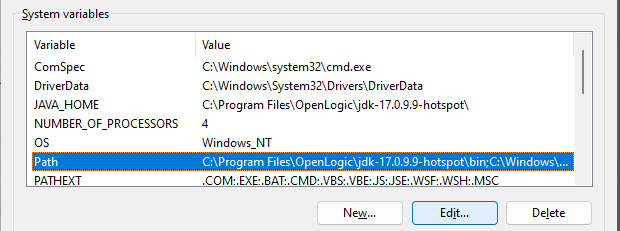 System variables
Variable Value
ComSpec C:\Windows\system32\cmd.exe
DriverData C:\Windows\System32\Drivers\DriverData
JAVA_HOME C:\Program Files\OpenLogic\jdk-17.0.9.9-hotspot\
NUMBER_OF_PROCESSORS 4
OS Windows_NT
Path C:\Program Files\OpenLogic\jdk-17.0.9.9-hotspot\bin;C:\Windows\...
PATHEXT .COM;.EXE;.BAT;.CMD;.VBS;.VBE;.JS;.JSE;.WSF;.WSH;.MSC
New... Edit... Delete